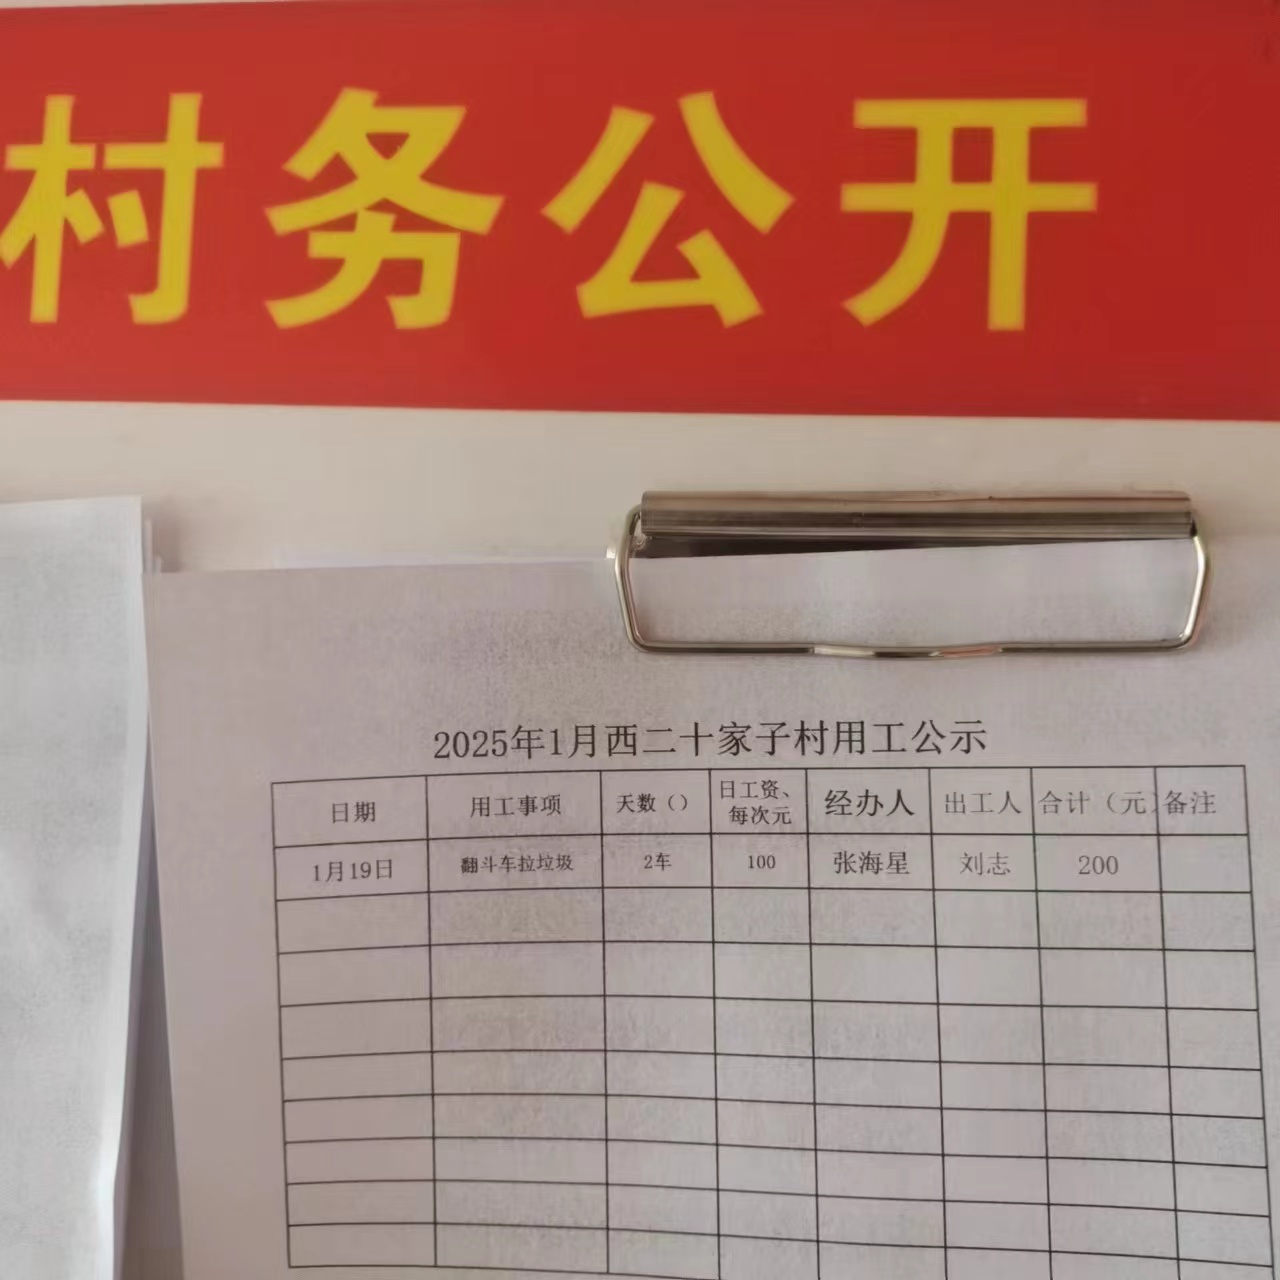 村务公开
2025年1月西二十家子村用工公示
日期 用工事项 天数（） 日工资、每次元 经办人 出工人 合计（元） 备注
1月19日 翻斗车拉垃圾 2车 100 张海星 刘志 200